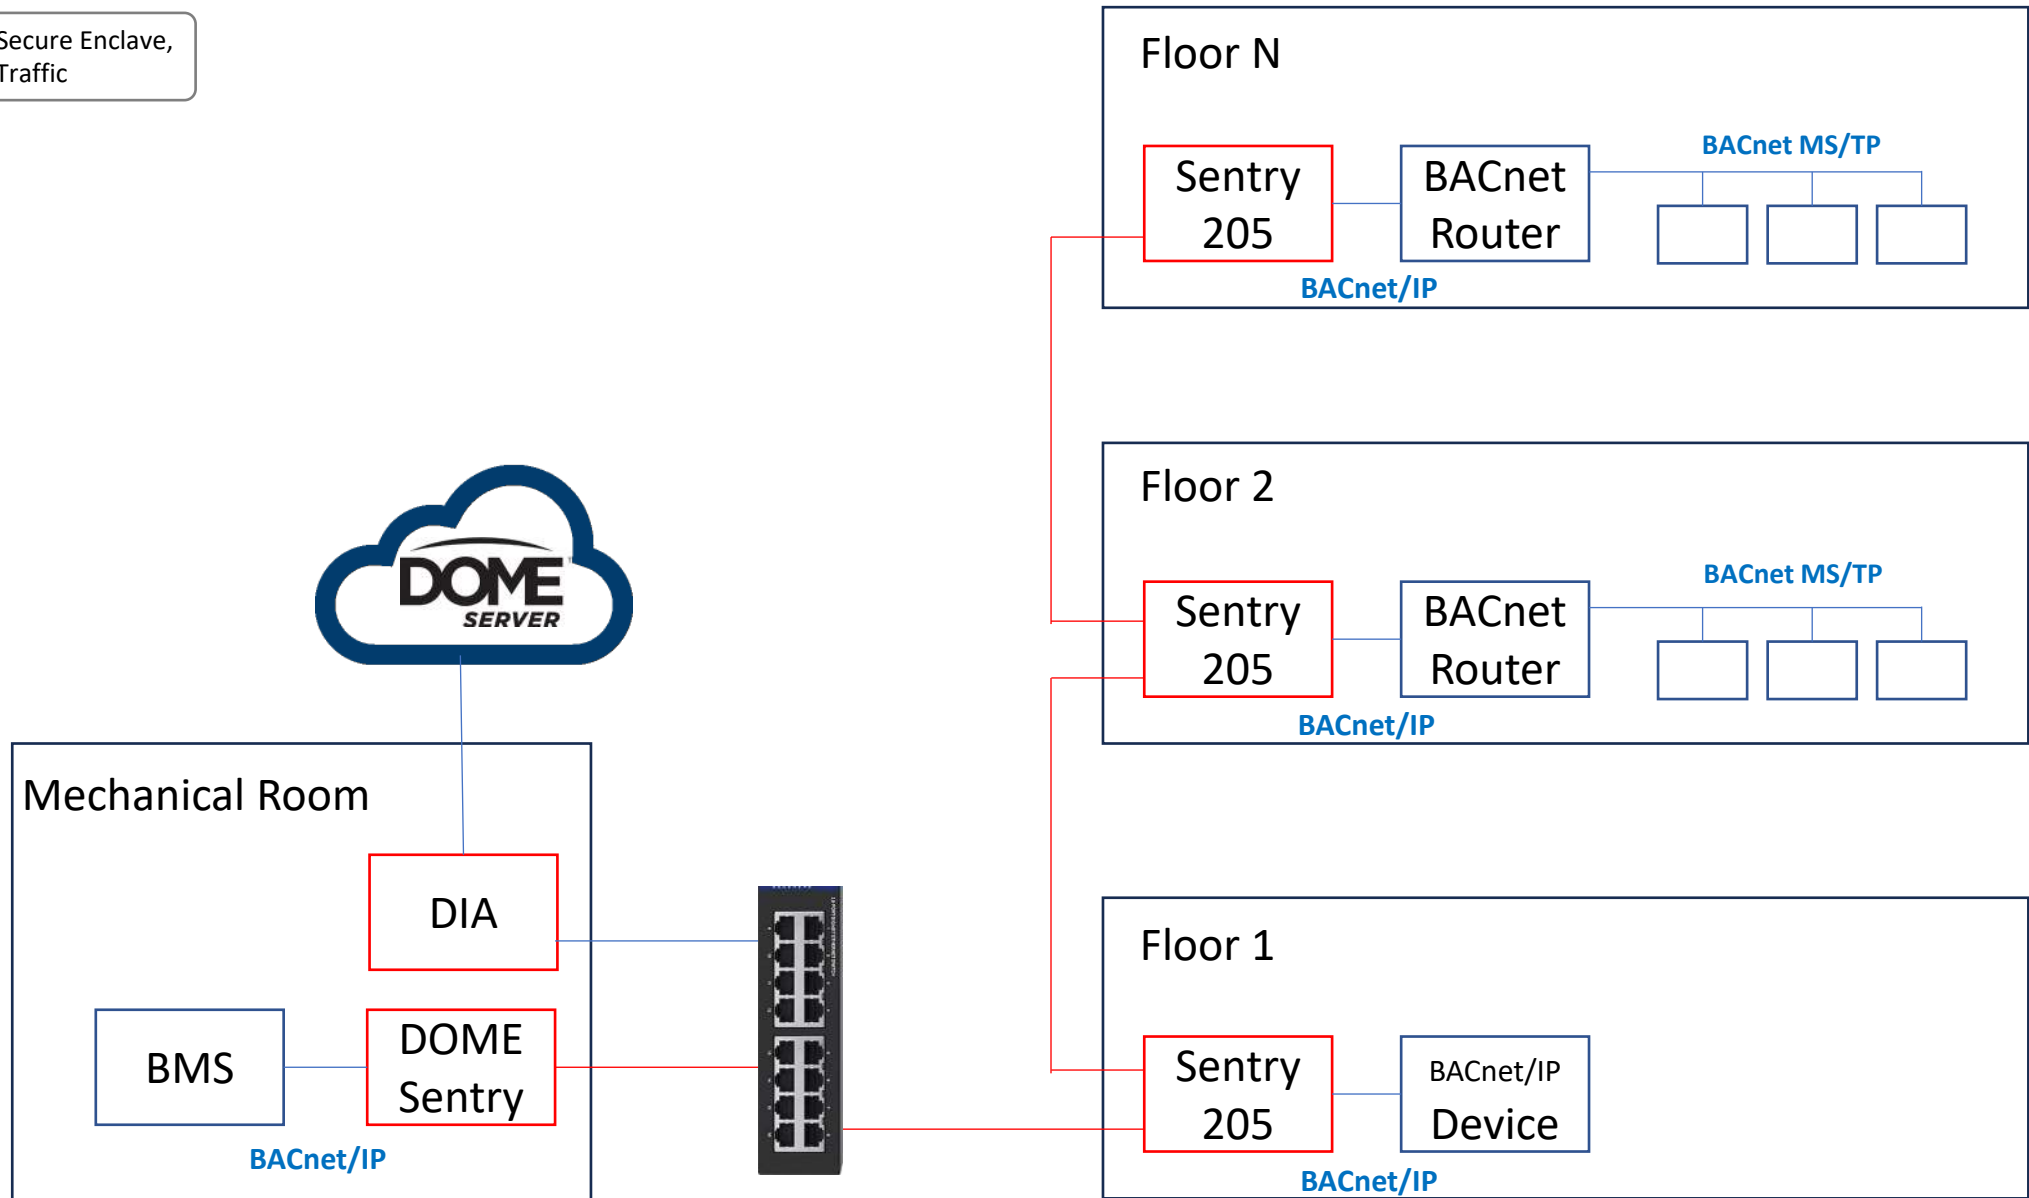 Secure Enclave,
Traffic
Floor N
BACnet MS/TP
Sentry
205
BACnet
Router
BACnet/IP
Floor 2
BACnet MS/TP
Sentry
205
BACnet
Router
BACnet/IP
DOME
SERVER
Mechanical Room
DIA
BMS
DOME
Sentry
BACnet/IP
Floor 1
Sentry
205
BACnet/IP
Device
BACnet/IP